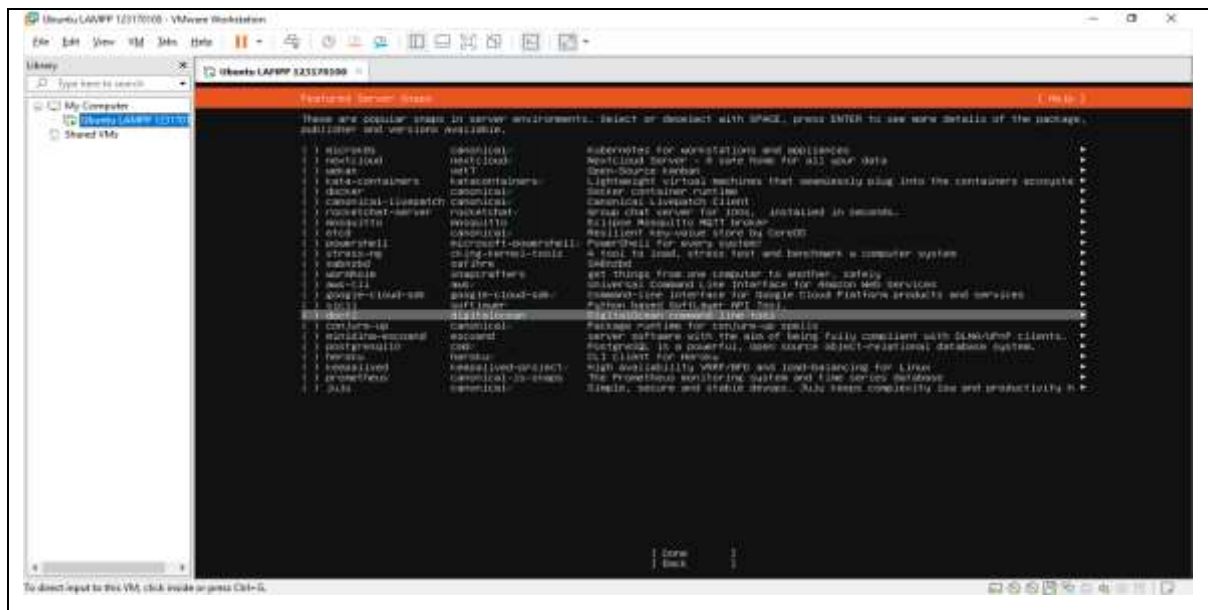 Ubuntu LAMPP 123170100 - VMware Workstation
File Edit View VM Tabs Help
Library
Type here to search
My Computer
Ubuntu LAMPP 123170
Shared VMs
Ubuntu LAMPP 123170100
Featured Server Snaps [ Help ]
These are popular snaps in server environments. Select or deselect with SPACE, press ENTER to see more details of the package,
publisher and versions available.
[ ] microk8s canonical Kubernetes for workstations and appliances
[ ] nextcloud nextcloud Nextcloud Server - A safe home for all your data
[ ] wekan xet7 Open-Source kanban
[ ] kata-containers katacontainers Lightweight virtual machines that seamlessly plug into the containers ecosyste
[ ] docker canonical Docker container runtime
[ ] canonical-livepatch canonical Canonical Livepatch Client
[ ] rocketchat-server rocketchat Group chat server for 100s, installed in seconds.
[ ] mosquitto mosquitto Eclipse Mosquitto MQTT broker
[ ] etcd canonical Resilient key-value store by CoreOS
[ ] powershell microsoft-powershell PowerShell for every system!
[ ] stress-ng cking-kernel-tools A tool to load, stress test and benchmark a computer system
[ ] sabnzbd safihre SABnzbd
[ ] wormhole snapcrafters get things from one computer to another, safely
[ ] aws-cli aws Universal Command Line Interface for Amazon Web Services
[ ] google-cloud-sdk google-cloud-sdk Command-line interface for Google Cloud Platform products and services
[ ] slcli softlayer Python based SoftLayer API Tool.
[ ] doctl digitalocean DigitalOcean command line tool
[ ] conjure-up canonical Package runtime for conjure-up spells
[ ] minidlna-escoand escoand server software with the aim of being fully compliant with DLNA/UPnP clients.
[ ] postgresql10 cmd PostgreSQL is a powerful, open source object-relational database system.
[ ] heroku heroku CLI client for Heroku
[ ] keepalived keepalived-project High availability VRRP/BFD and load-balancing for Linux
[ ] prometheus canonical-is-snaps The Prometheus monitoring system and time series database
[ ] juju canonical Simple, secure and stable devops. Juju keeps complexity low and productivity h
[ Done ]
[ Back ]
To direct input to this VM, click inside or press Ctrl+G.